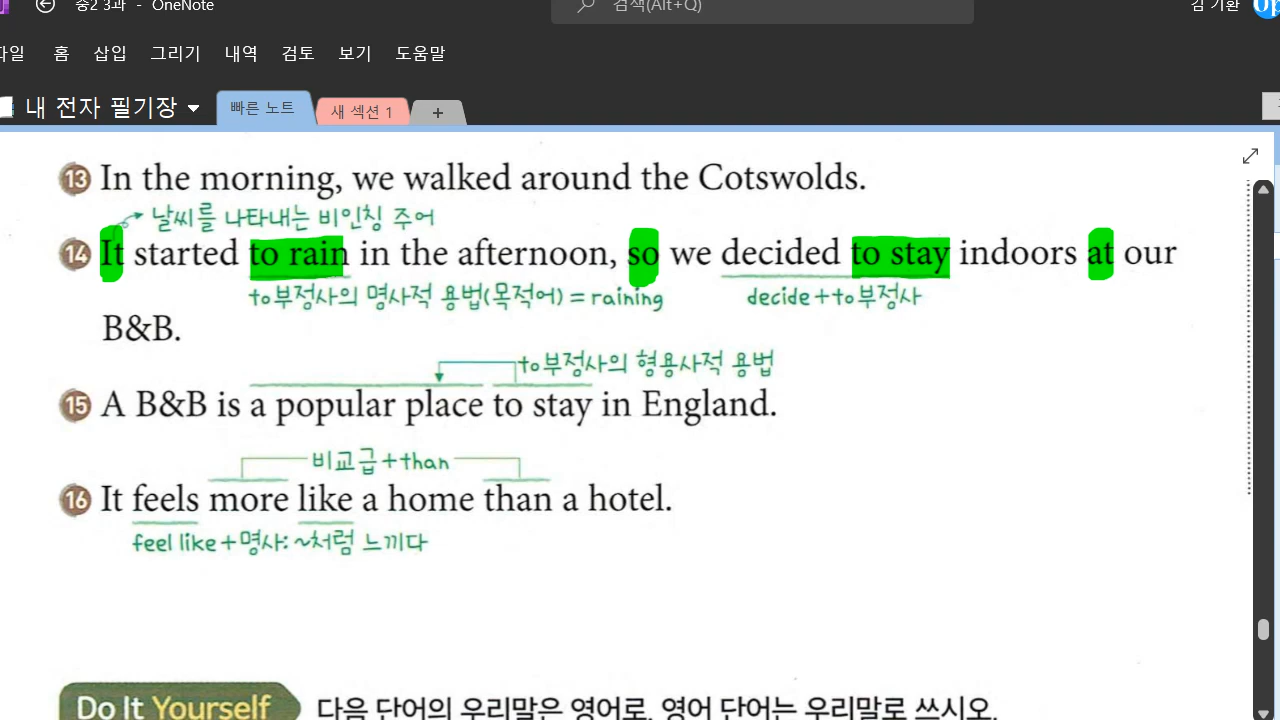 중2 3과 - OneNote
검색(Alt+Q)
김 기환
파일 홈 삽입 그리기 내역 검토 보기 도움말
내 전자 필기장 빠른 노트 새 섹션 1 +
13 In the morning, we walked around the Cotswolds.
날씨를 나타내는 비인칭 주어
14 It started to rain in the afternoon, so we decided to stay indoors at our
to부정사의 명사적 용법(목적어) = raining decide+to부정사
B&B.
to부정사의 형용사적 용법
15 A B&B is a popular place to stay in England.
비교급+than
16 It feels more like a home than a hotel.
feel like+명사: ~처럼 느끼다
Do It Yourself 다음 단어의 우리말은 영어로, 영어 단어는 우리말로 쓰시오.